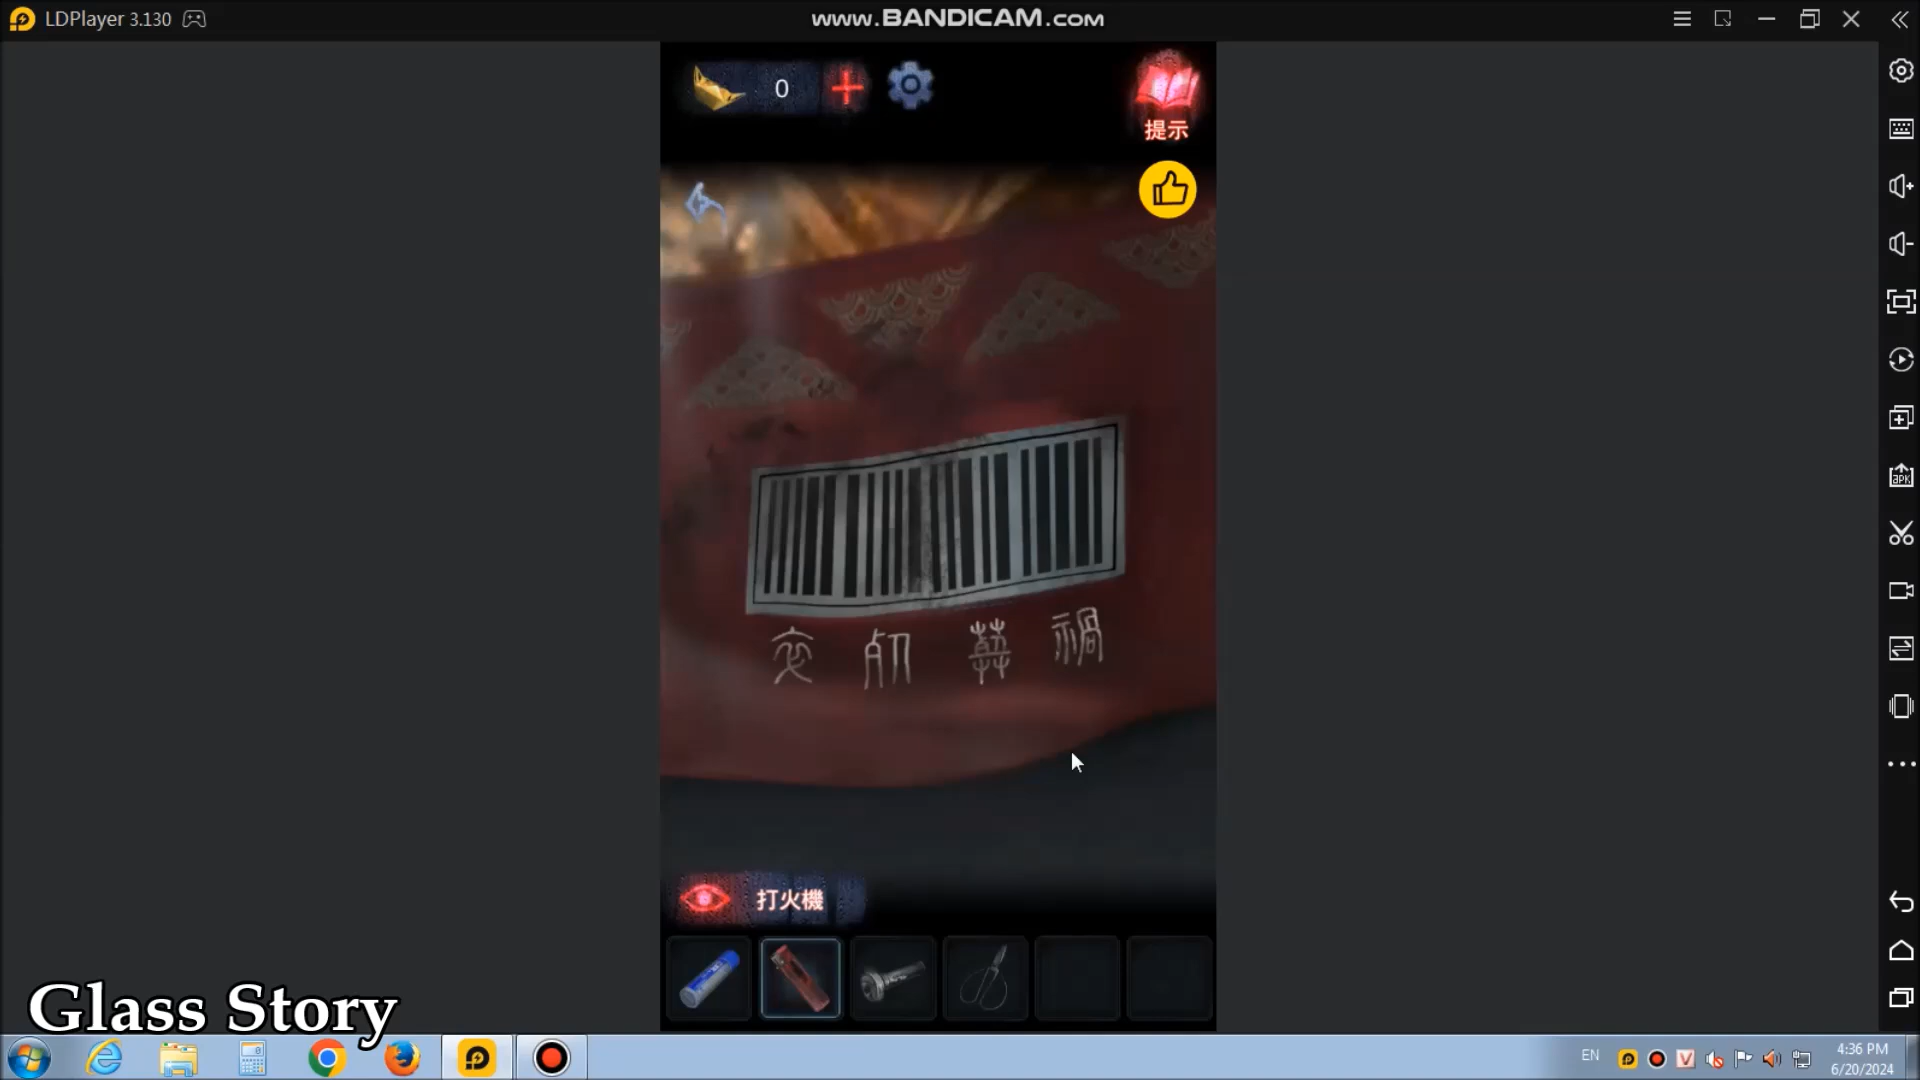 LDPlayer 3.130
www.BANDICAM.com
0
提示
打火機
APK
Glass Story
EN
4:36 PM
6/20/2024